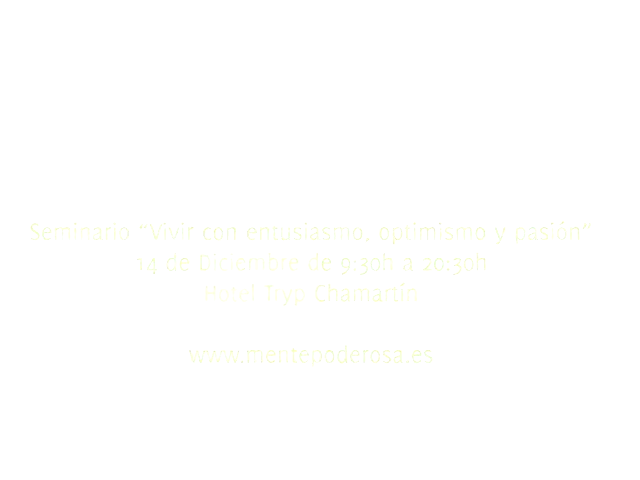 Seminario “Vivir con entusiasmo, optimismo y pasión”
14 de Diciembre de 9:30h a 20:30h
Hotel Tryp Chamartín
www.mentepoderosa.es